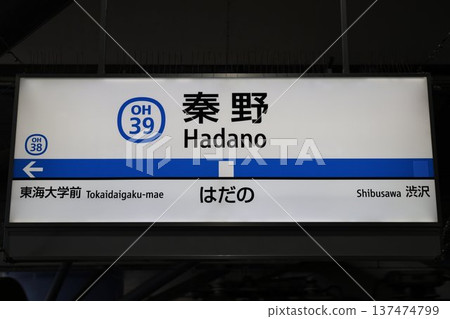 OH
39
秦野
Hadano
OH
38
東海大学前 Tokaidaigaku-mae
はだの
Shibusawa 渋沢
PIXTA
137474799